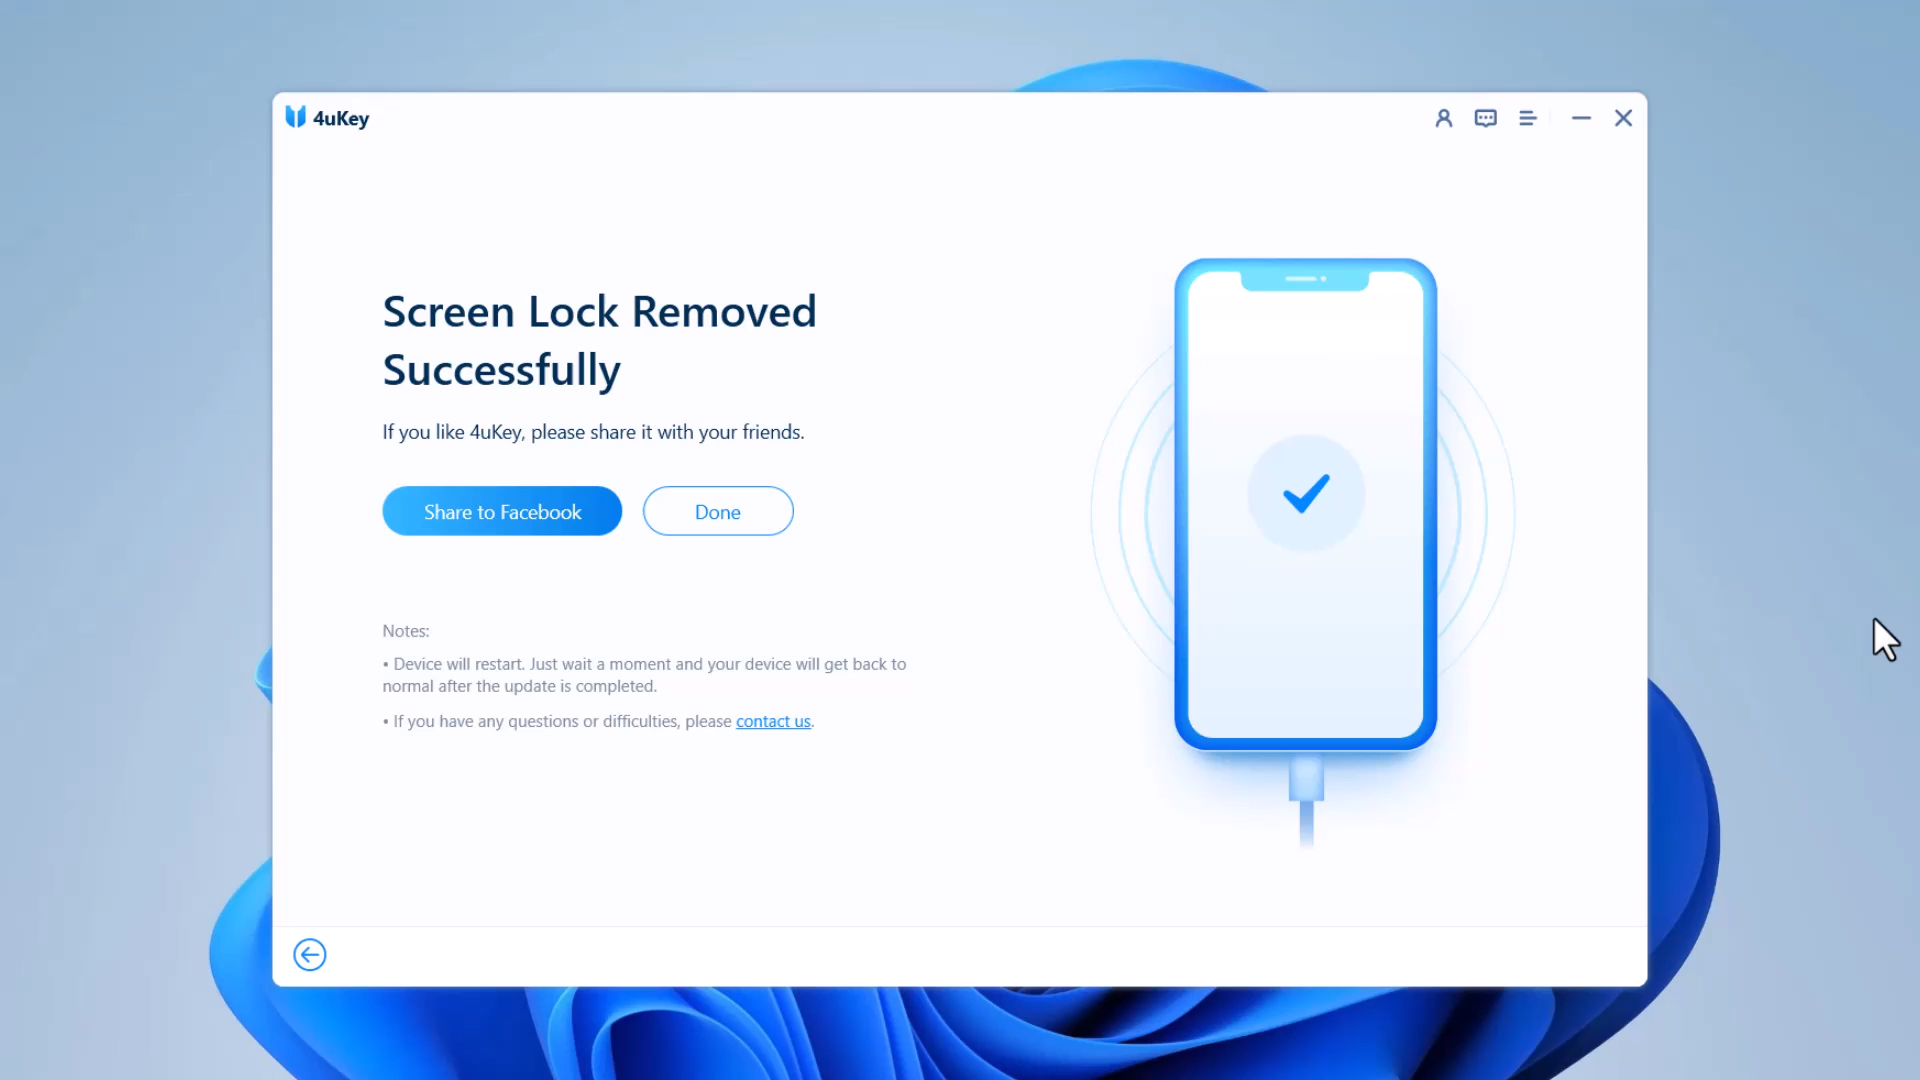 4uKey
Screen Lock Removed
Successfully
If you like 4uKey, please share it with your friends.
Share to Facebook
Done
Notes:
• Device will restart. Just wait a moment and your device will get back to
normal after the update is completed.
• If you have any questions or difficulties, please contact us.